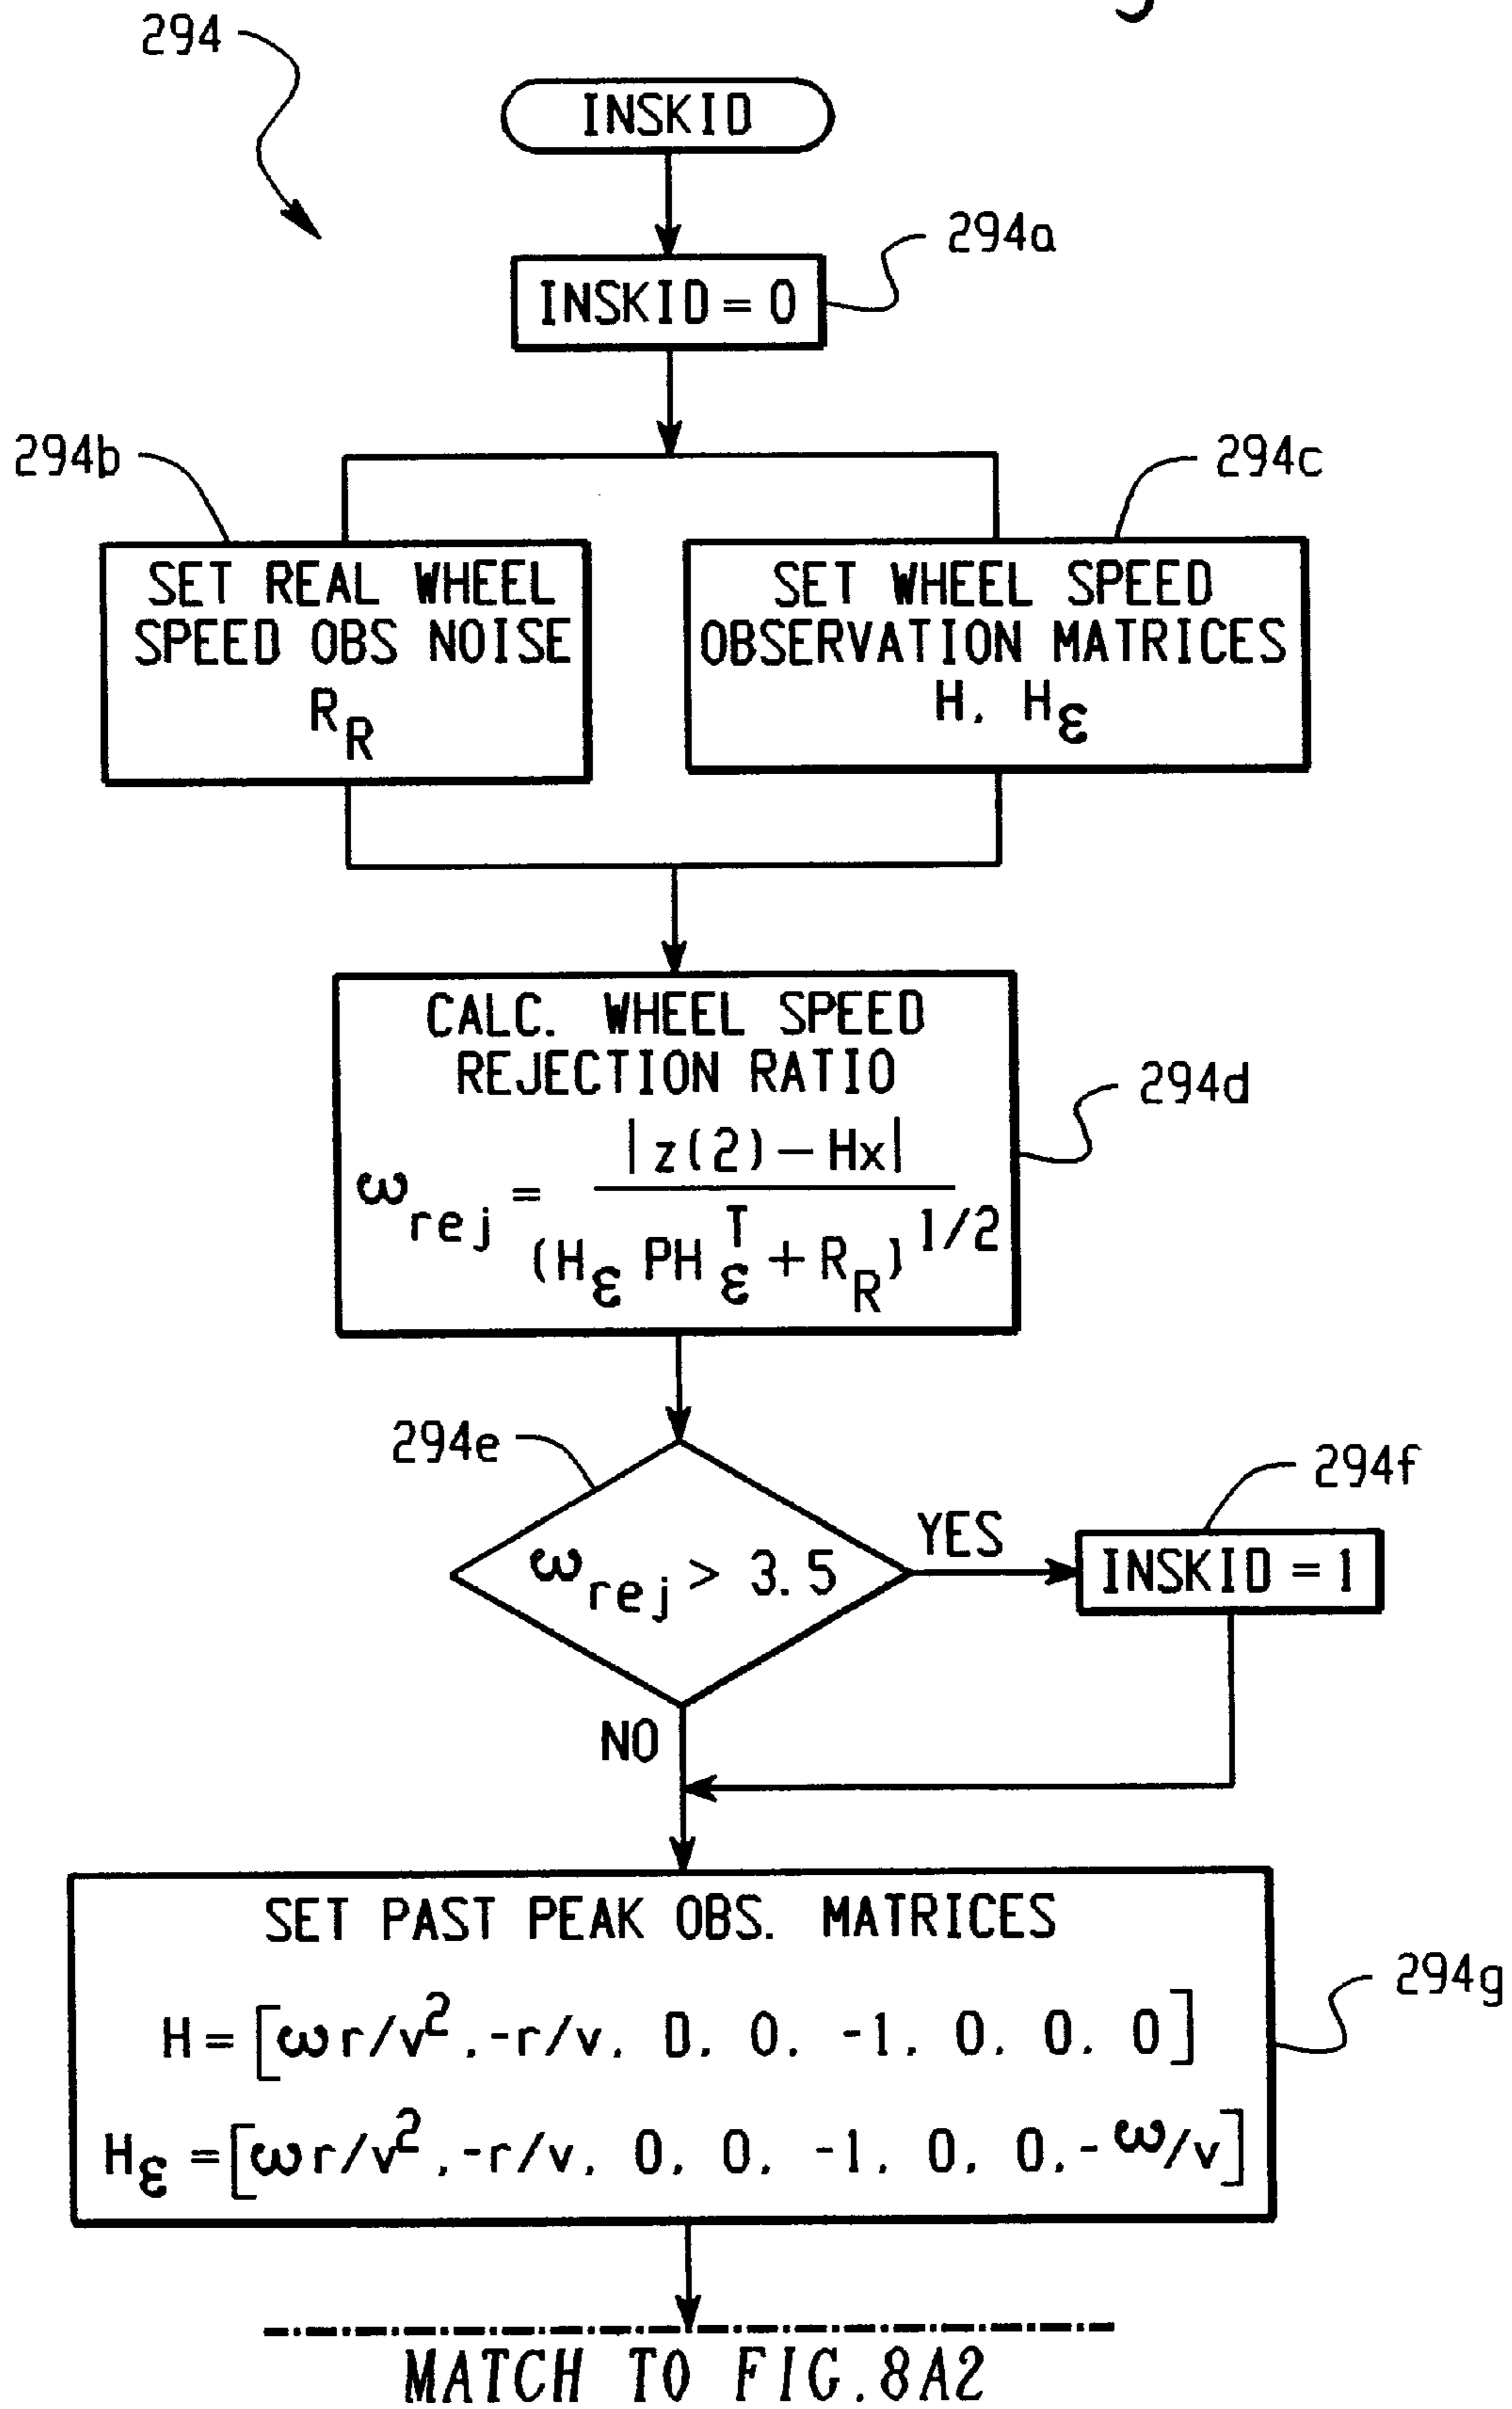 294
INSKID
294a
INSKID = 0
294b
294c
SET REAL WHEEL
SPEED OBS NOISE
R_R
SET WHEEL SPEED
OBSERVATION MATRICES
H, H_ε
CALC. WHEEL SPEED
REJECTION RATIO
294d
ω_rej = |z(2) – Hx| / (H_ε PH_ε^T + R_R)^1/2
294e
294f
ω_rej > 3.5
YES
INSKID = 1
NO
SET PAST PEAK OBS. MATRICES
294g
H = [ωr/v², -r/v, 0, 0, -1, 0, 0, 0]
H_ε = [ωr/v², -r/v, 0, 0, -1, 0, 0, -ω/v]
MATCH TO FIG.8A2